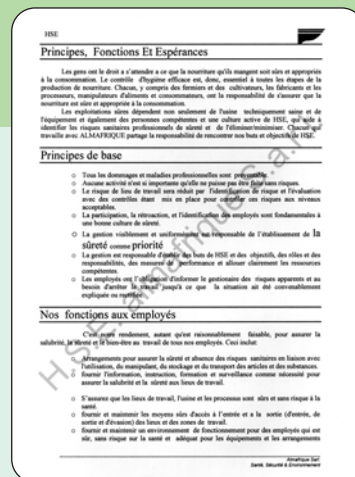 HSE
Principes, Fonctions Et Espérances
Les gens ont le droit a s'attendre a ce que la nourriture qu'ils mangent soit sûrs et appropriés
à la consommation. Le contrôle d'hygiène efficace est, donc, essentiel à toutes les étapes de la
production de nourriture. Chacun, y compris des fermiers et des cultivateurs, les fabricants et les
processeurs, manipulateurs d'aliments et consommateurs, ont la responsabilité de s'assurer que la
nourriture est sûre et appropriée à la consommation.
Les exploitations sûres dépendent non seulement de l'usine techniquement saine et de
l'équipement et également des personnes compétentes et une culture active de HSE, qui aide à
identifier les risques sanitaires professionnels de sûreté et de l'éliminer/minimiser. Chacun qui
travaille avec ALMAFRIQUE partage la responsabilité de rencontrer nos buts et objectifs de HSE.
Principes de base
o Tous les dommages et maladies professionnels sont préventable.
o Aucune activité n'est si importante qu'elle ne puisse pas être faite sans risques.
o Le risque de lieu de travail sera réduit par l'identification de risque et l'évaluation
avec des contrôles étant mis en place pour contrôler ces risques aux niveaux
acceptables.
o La participation, la rétroaction, et l'identification des employés sont fondamentales à
une bonne culture de sûreté.
o La gestion visiblement et uniformément est responsable de l'établissement de la
sûreté comme priorité
o La gestion est responsable d'établir des buts de HSE et des objectifs, des rôles et des
responsabilités, des mesures de performance et allouer clairement les ressources
compétentes.
o Les employés ont l'obligation d'informer le gestionnaire des risques apparents et au
besoin d'arrêter le travail jusqu'à ce que la situation ait été convenablement
expliquée ou rectifiée.
Nos fonctions aux employés
C'est notre rendement, autant qu'est raisonnablement faisable, pour assurer la
salubrité, la sûreté et le bien-être au travail de tous nos employés. Ceci inclut:
o Arrangements pour assurer la sûreté et absence des risques sanitaires en liaison avec
l'utilisation, du manipulant, du stockage et du transport des articles et des substances.
o fournir l'information, instruction, formation et surveillance comme nécessité pour
assurer la salubrité et la sûreté aux lieux de travail.
o S'assurer que les lieux de travail, l'usine et les processus sont sûrs et sans risque à la
santé.
o fournir et maintenir les moyens sûrs d'accès à l'entrée et a la sortie (d'entrée, de
sortie et d'évasion) des lieux et des zones de travail.
o fournir et maintenir un environnement de fonctionnement pour des employés qui est
sûr, sans risque sur la santé et adéquat pour les équipements et les arrangements
Almafrique Sarl
Santé, Sécurité & Environnement